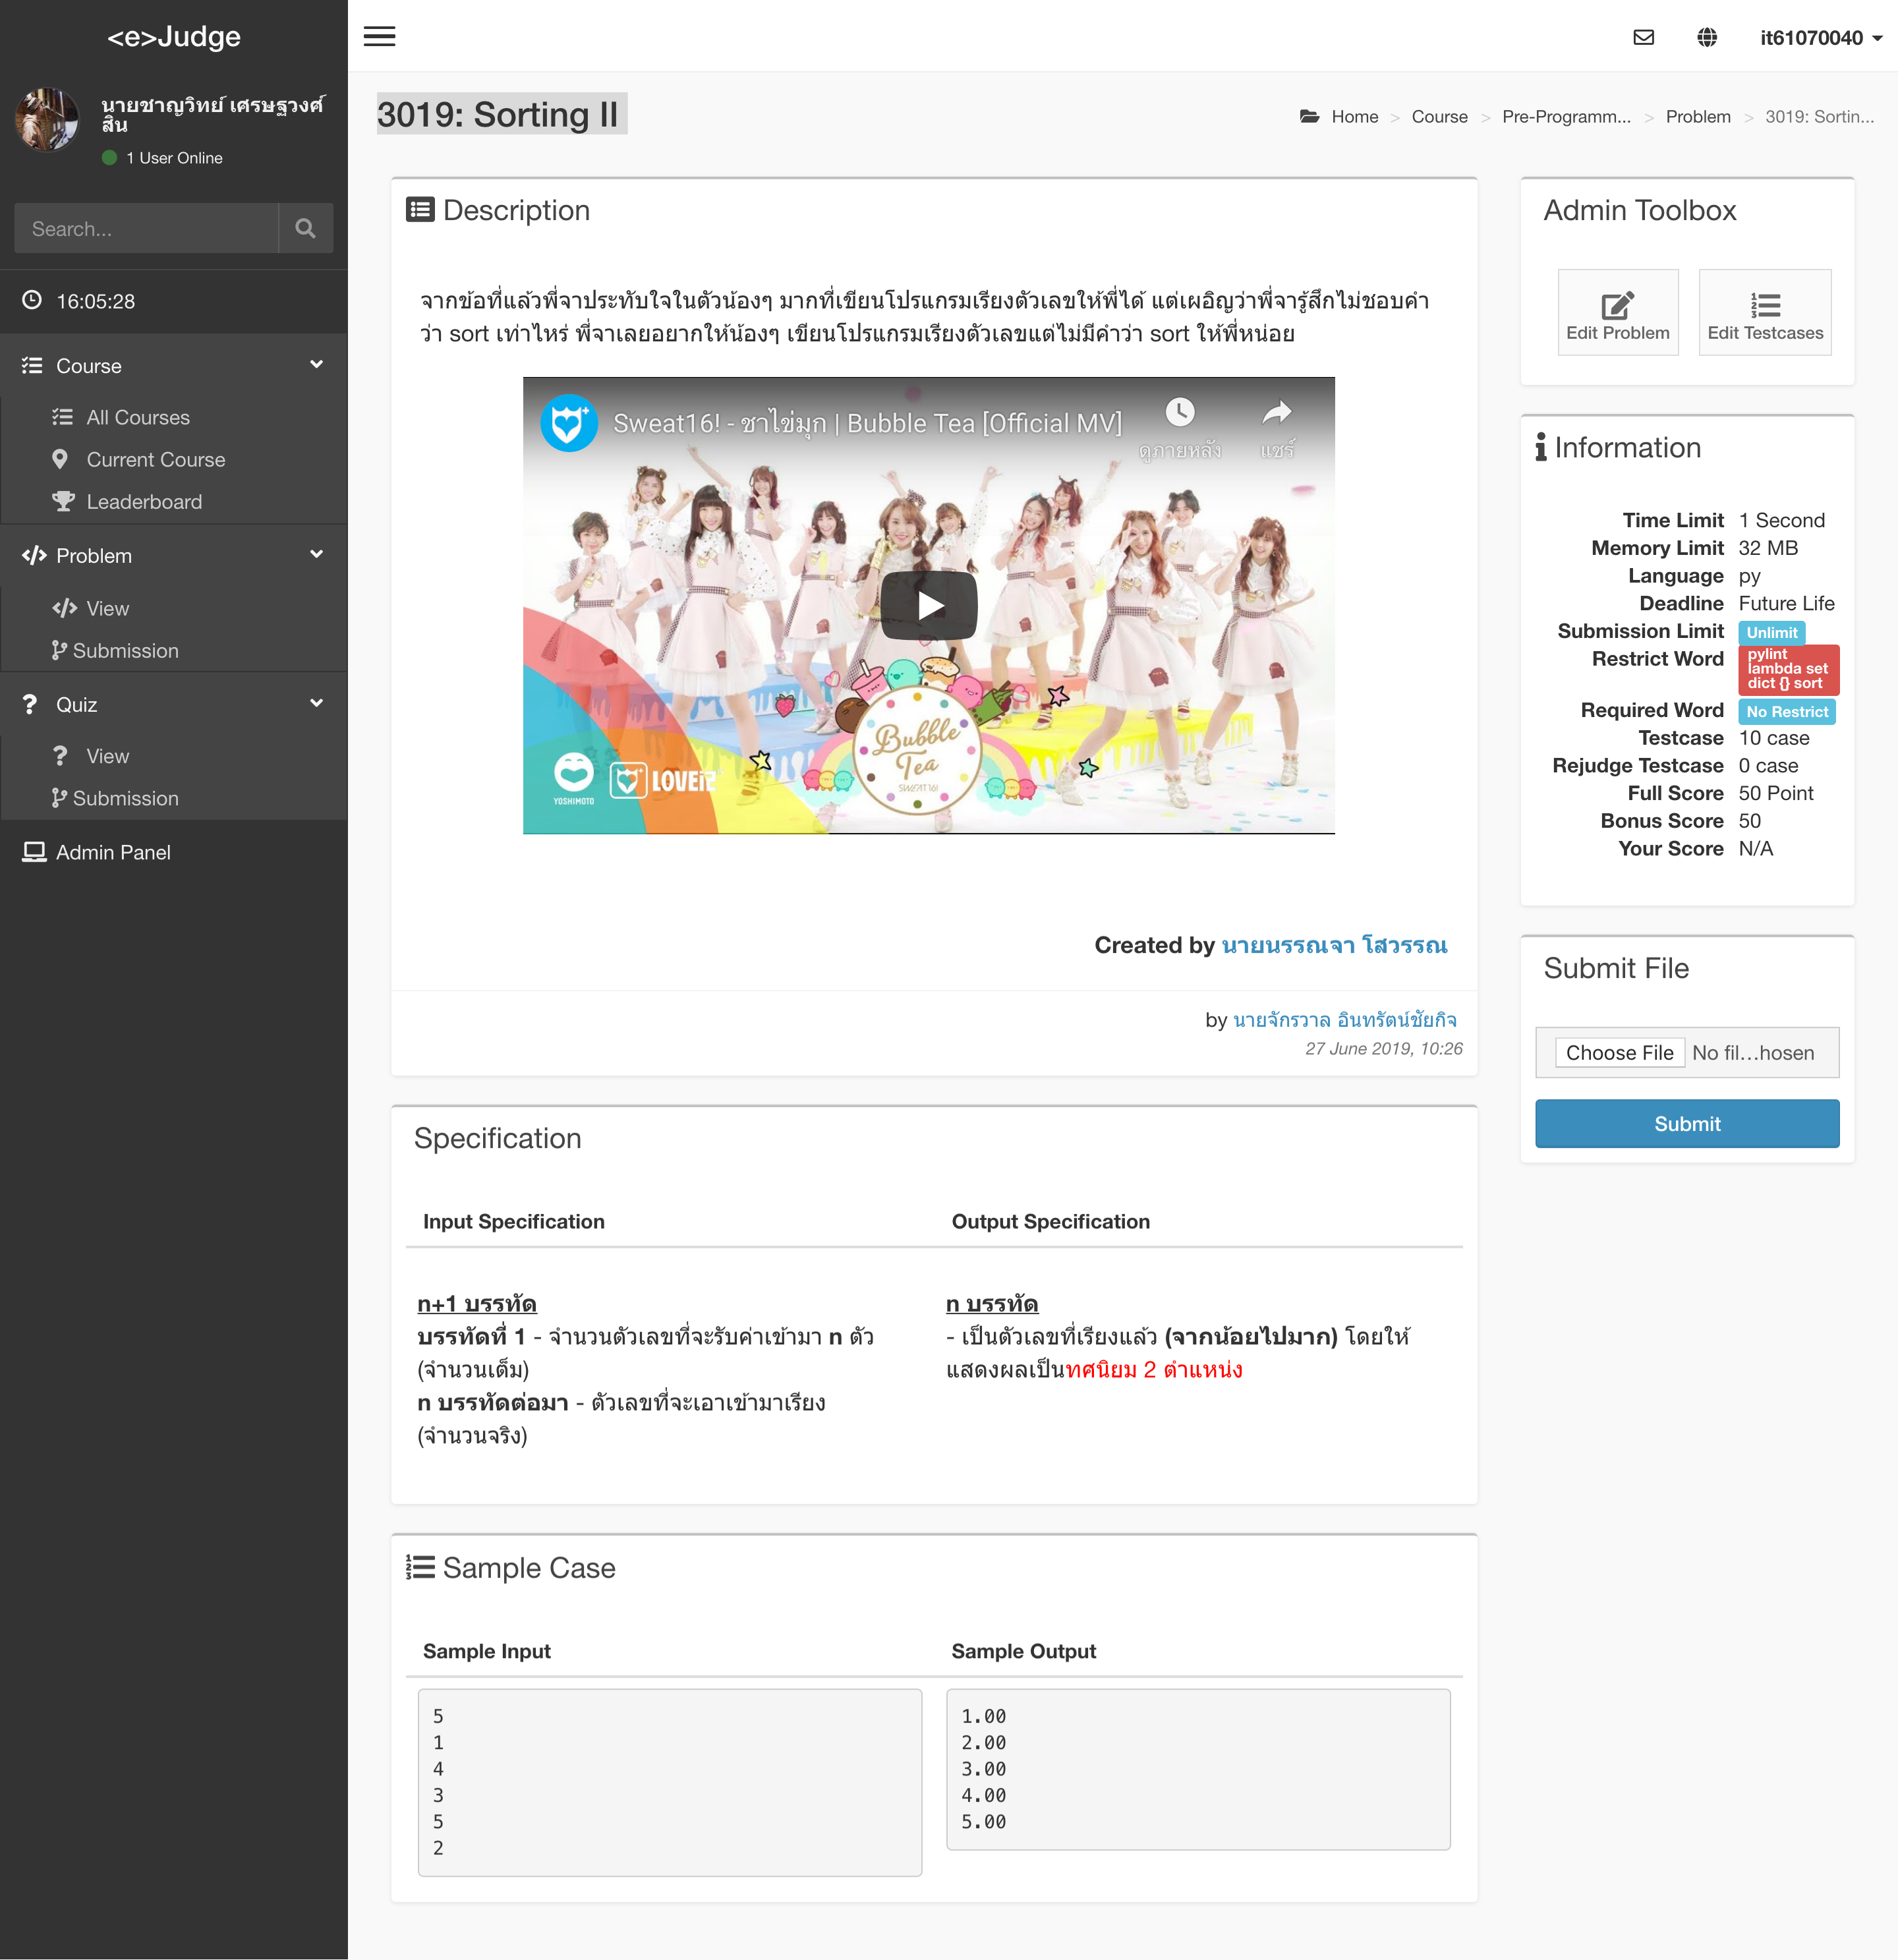 <e>Judge
it61070040
นายชาญวิทย์ เศรษฐวงศ์
สิน
1 User Online
Search...
16:05:28
Course
All Courses
Current Course
Leaderboard
Problem
View
Submission
Quiz
View
Submission
Admin Panel
3019: Sorting II
Home > Course > Pre-Programm... > Problem > 3019: Sortin...
Description
จากข้อที่แล้วพี่จาประทับใจในตัวน้องๆ มากที่เขียนโปรแกรมเรียงตัวเลขให้พี่ได้ แต่เผอิญว่าพี่จารู้สึกไม่ชอบคำ
ว่า sort เท่าไหร่ พี่จาเลยอยากให้น้องๆ เขียนโปรแกรมเรียงตัวเลขแต่ไม่มีคำว่า sort ให้พี่หน่อย
Sweat16! - ชาไข่มุก | Bubble Tea [Official MV]
ดูภายหลัง
แชร์
Bubble
Tea
SWEAT16!
YOSHIMOTO
LOVEiS
Created by นายนรรณจา โสวรรณ
by นายจักรวาล อินทรัตน์ชัยกิจ
27 June 2019, 10:26
Specification
Input Specification
Output Specification
n+1 บรรทัด
บรรทัดที่ 1 - จำนวนตัวเลขที่จะรับค่าเข้ามา n ตัว
(จำนวนเต็ม)
n บรรทัดต่อมา - ตัวเลขที่จะเอาเข้ามาเรียง
(จำนวนจริง)
n บรรทัด
- เป็นตัวเลขที่เรียงแล้ว (จากน้อยไปมาก) โดยให้
แสดงผลเป็นทศนิยม 2 ตำแหน่ง
Sample Case
Sample Input
5
1
4
3
5
2
Sample Output
1.00
2.00
3.00
4.00
5.00
Admin Toolbox
Edit Problem
Edit Testcases
Information
Time Limit 1 Second
Memory Limit 32 MB
Language py
Deadline Future Life
Submission Limit Unlimit
Restrict Word pylint
lambda set
dict {} sort
Required Word No Restrict
Testcase 10 case
Rejudge Testcase 0 case
Full Score 50 Point
Bonus Score 50
Your Score N/A
Submit File
Choose File No fil...hosen
Submit